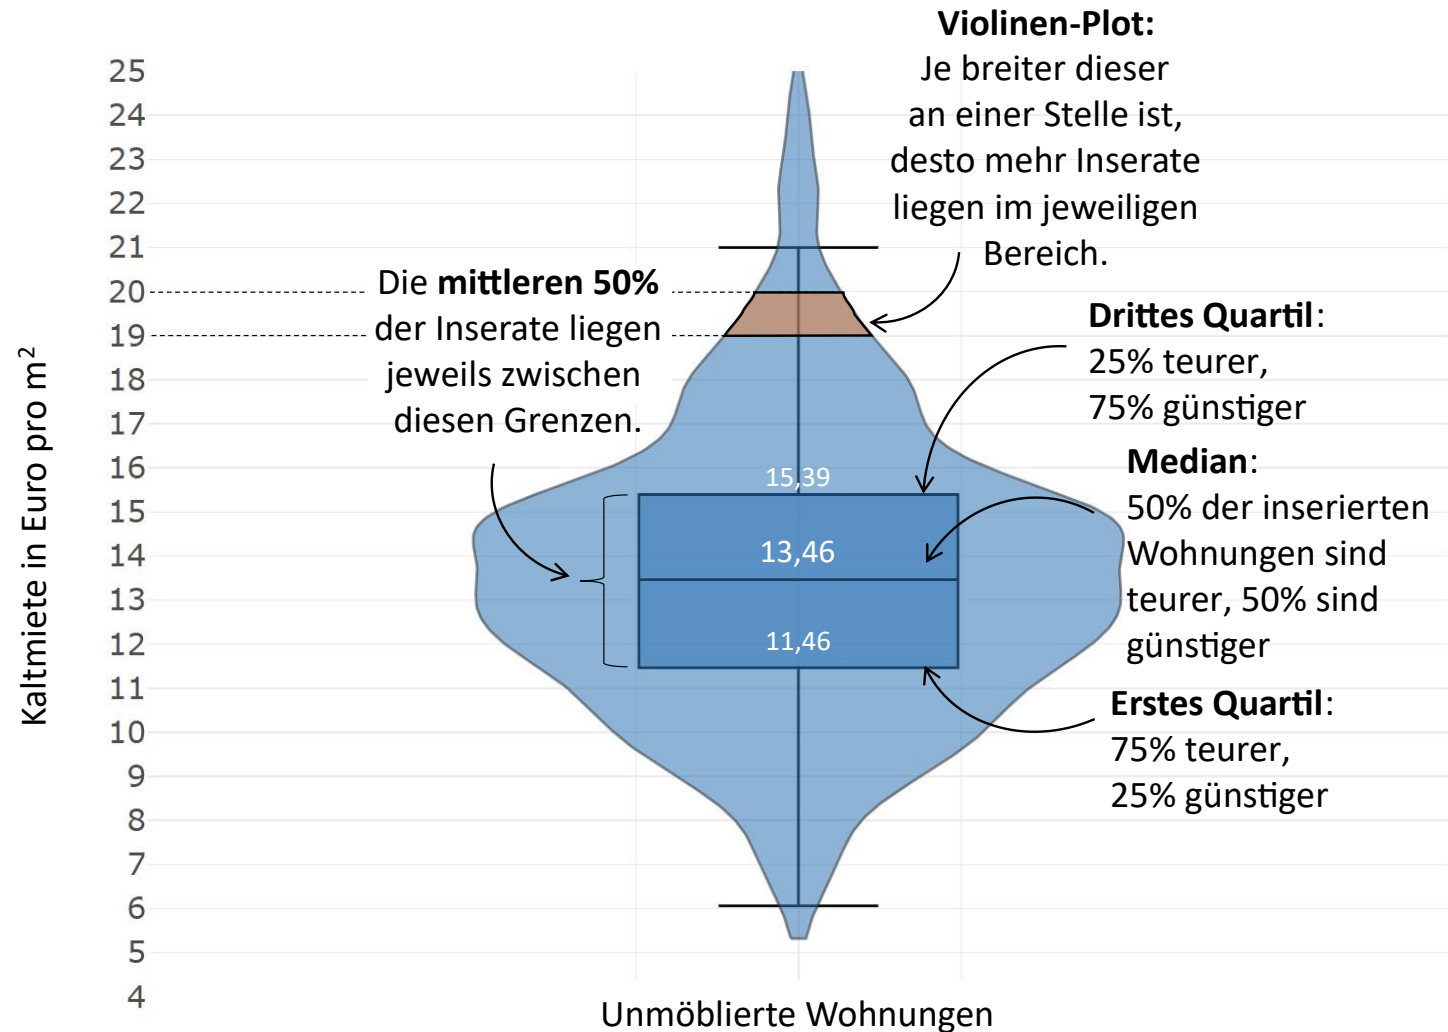 Violinen-Plot:
Je breiter dieser
an einer Stelle ist,
desto mehr Inserate
liegen im jeweiligen
Bereich.
Die mittleren 50%
der Inserate liegen
jeweils zwischen
diesen Grenzen.
Drittes Quartil:
25% teurer,
75% günstiger
Median:
50% der inserierten
Wohnungen sind
teurer, 50% sind
günstiger
Erstes Quartil:
75% teurer,
25% günstiger
15,39
13,46
11,46
Kaltmiete in Euro pro m²
25
24
23
22
21
20
19
18
17
16
15
14
13
12
11
10
9
8
7
6
5
4
Unmöblierte Wohnungen